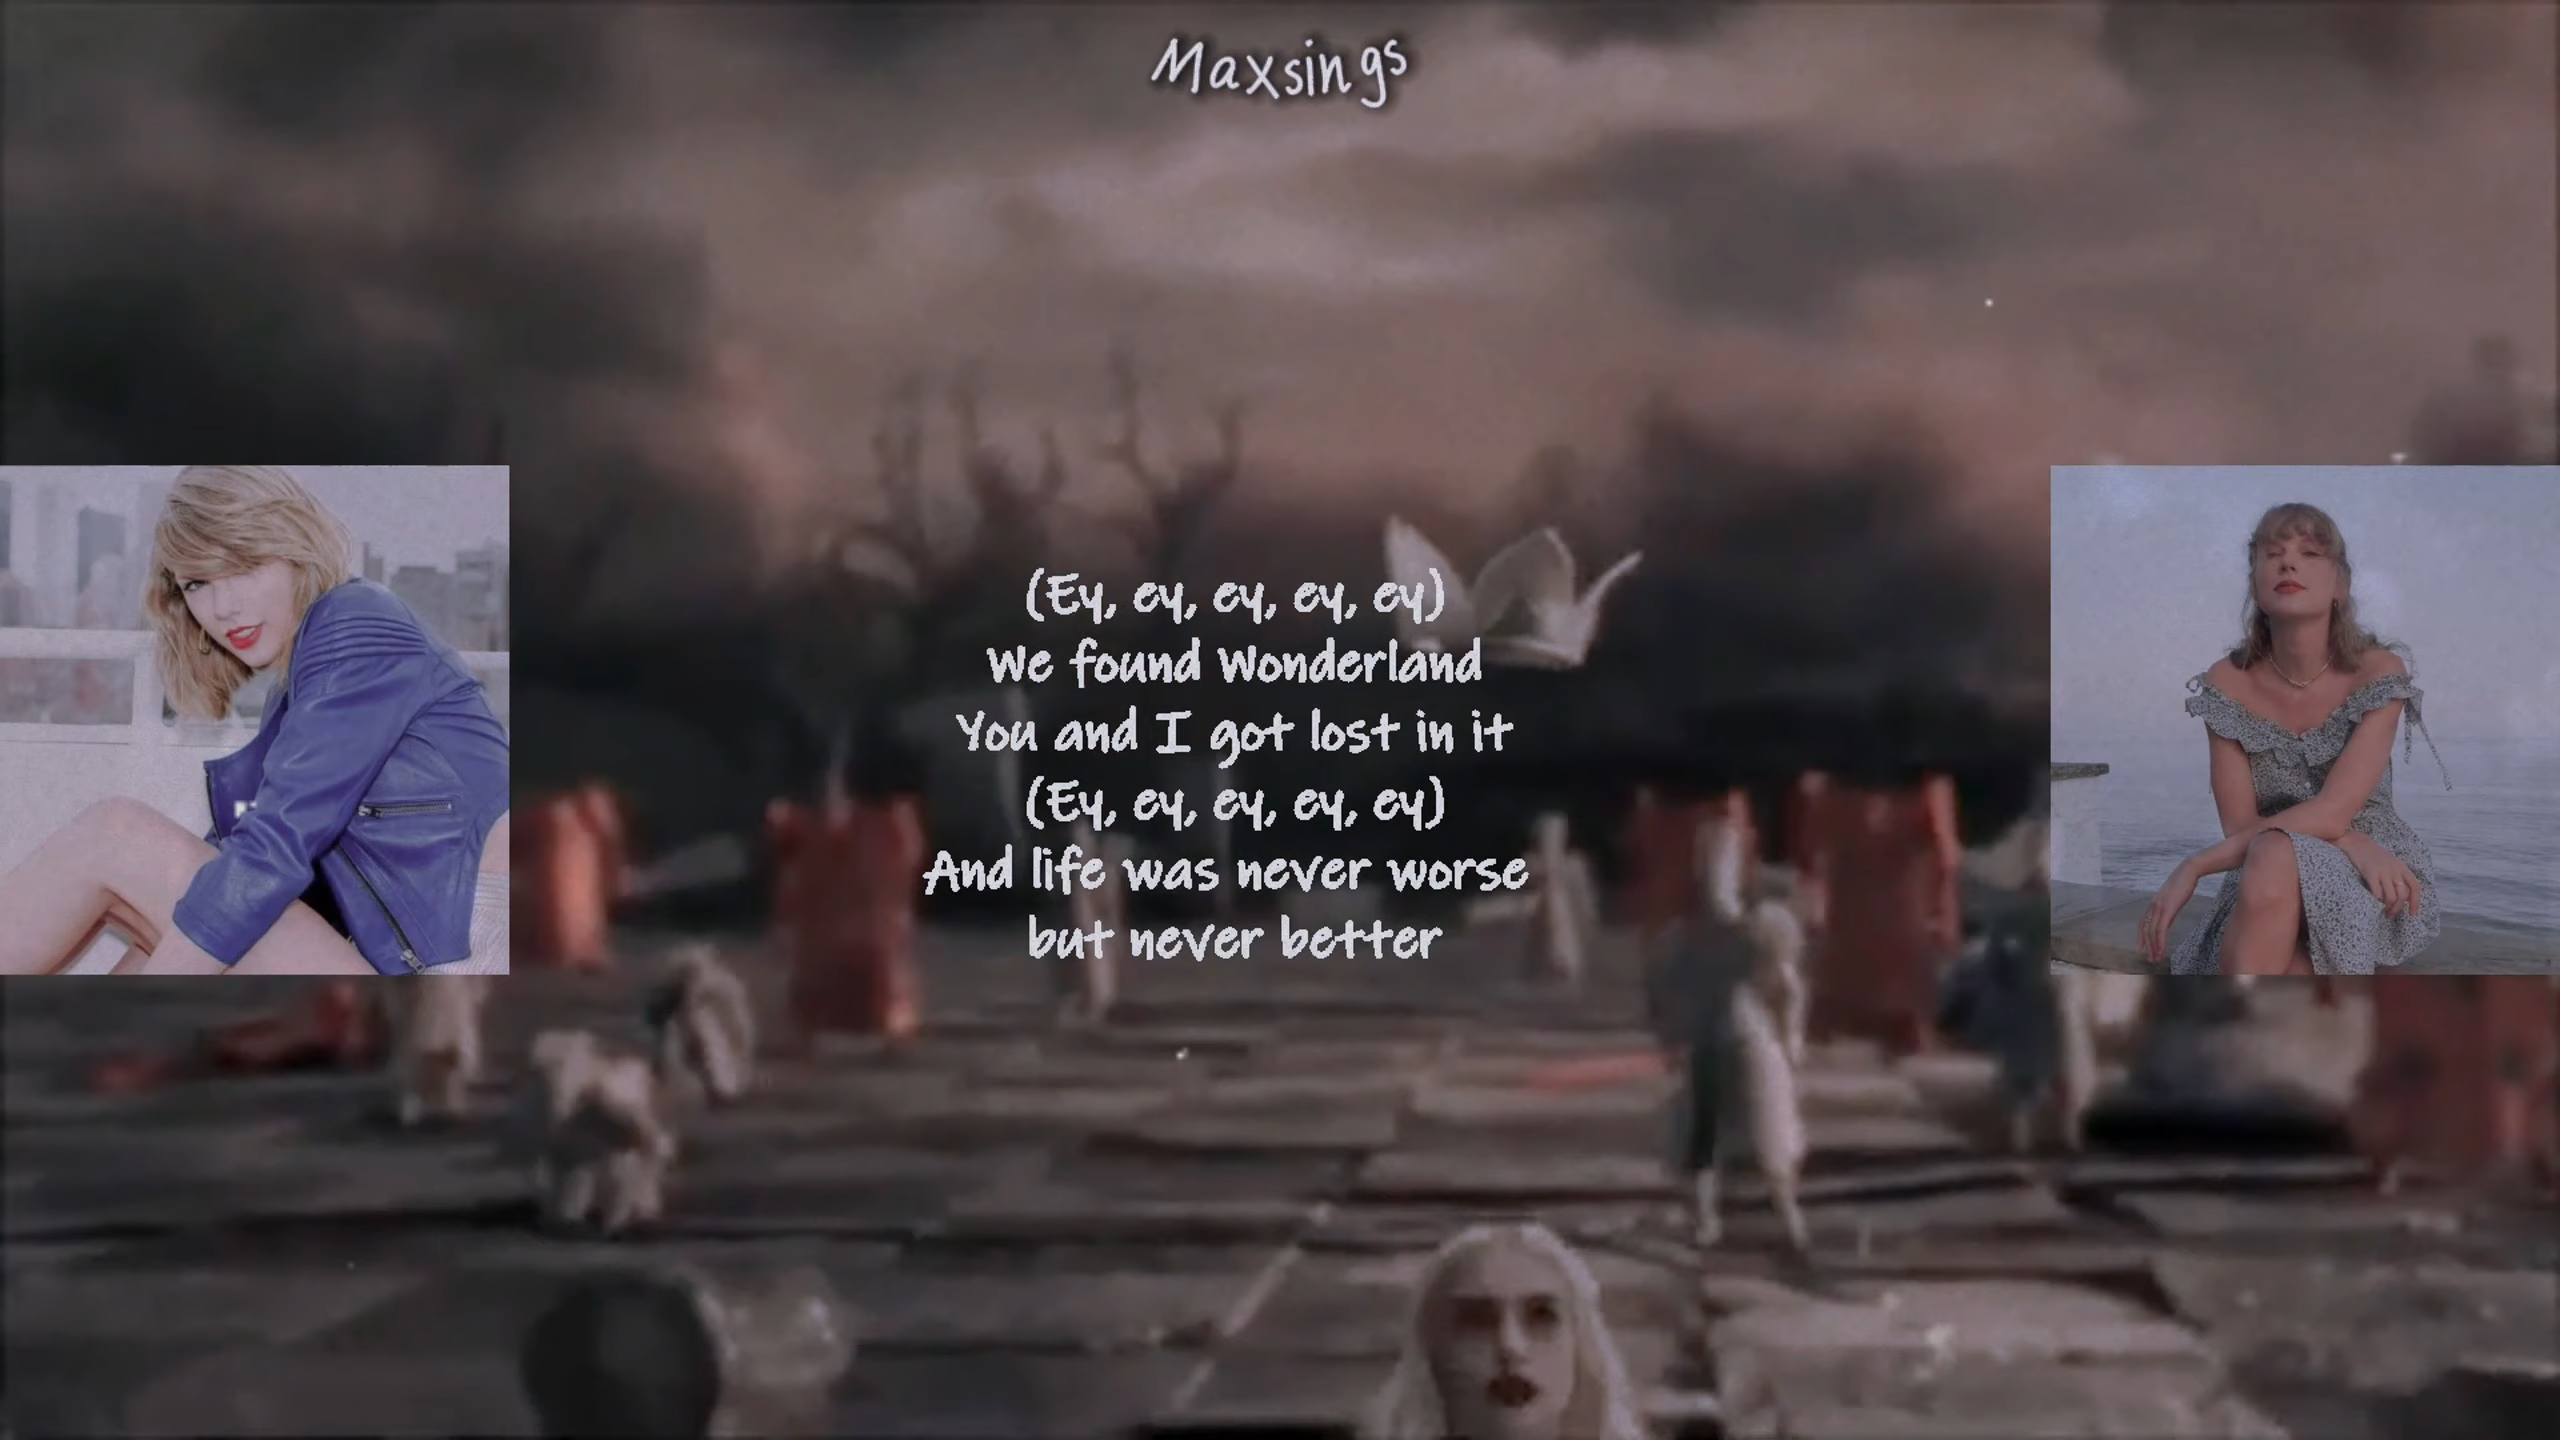 Maxsings
(Ey, ey, ey, ey, ey)
We found Wonderland
You and I got lost in it
(Ey, ey, ey, ey, ey)
And life was never worse
but never better